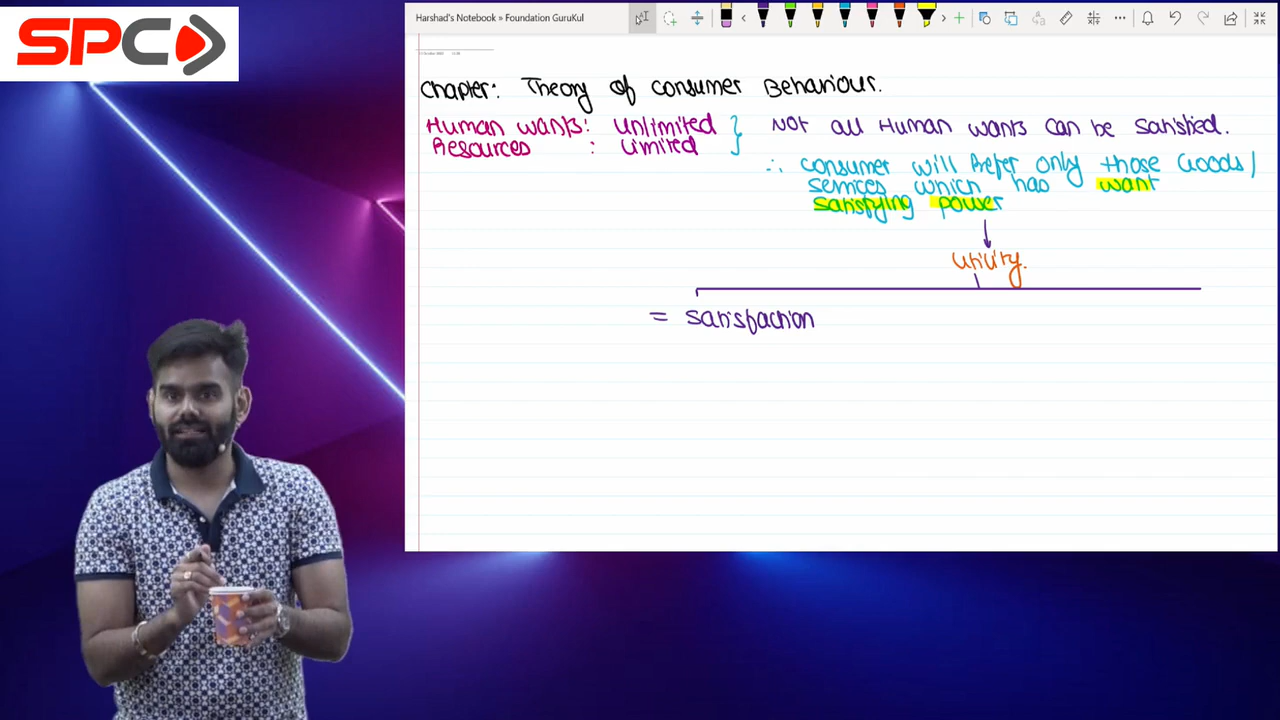 SPC
Harshad's Notebook » Foundation GuruKul
Chapter: Theory of Consumer Behaviour.
Human wants: Unlimited
Resources : Limited
Not all Human wants can be Satisfied.
∴ Consumer will Prefer only those Goods/
services which has want
satisfying power
Utility.
= Satisfaction